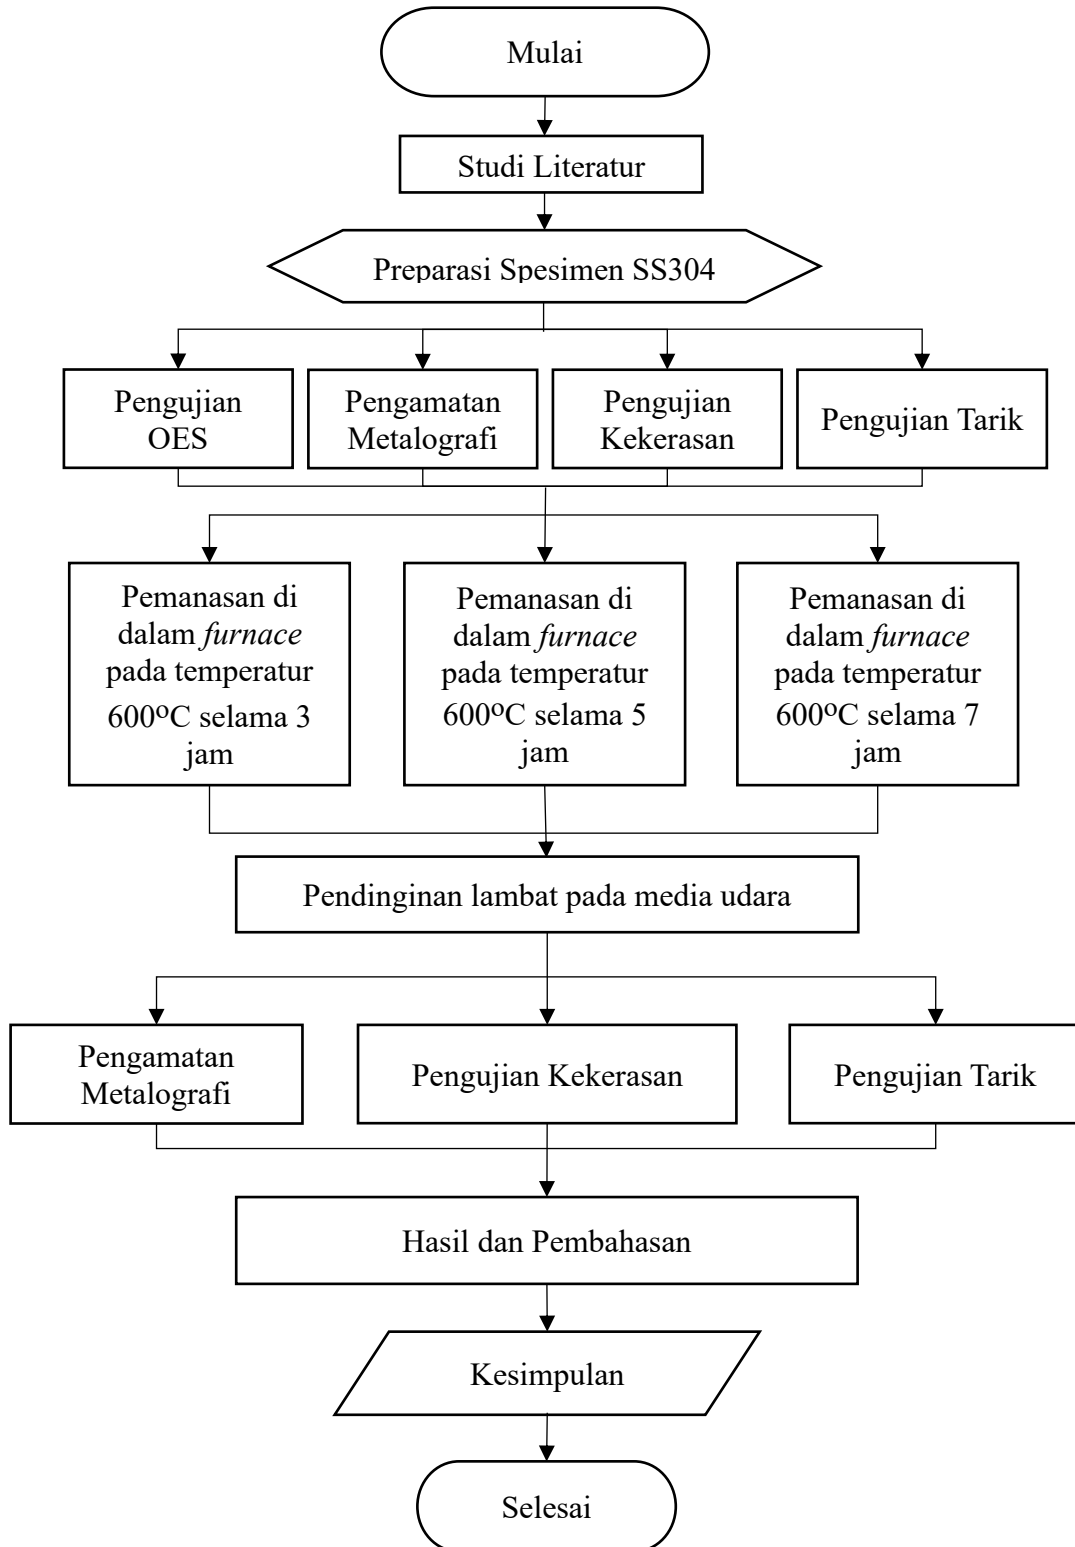 Mulai
Studi Literatur
Preparasi Spesimen SS304
Pengujian
OES
Pengamatan
Metalografi
Pengujian
Kekerasan
Pengujian Tarik
Pemanasan di
dalam furnace
pada temperatur
600ºC selama 3
jam
Pemanasan di
dalam furnace
pada temperatur
600ºC selama 5
jam
Pemanasan di
dalam furnace
pada temperatur
600ºC selama 7
jam
Pendinginan lambat pada media udara
Pengamatan
Metalografi
Pengujian Kekerasan
Pengujian Tarik
Hasil dan Pembahasan
Kesimpulan
Selesai